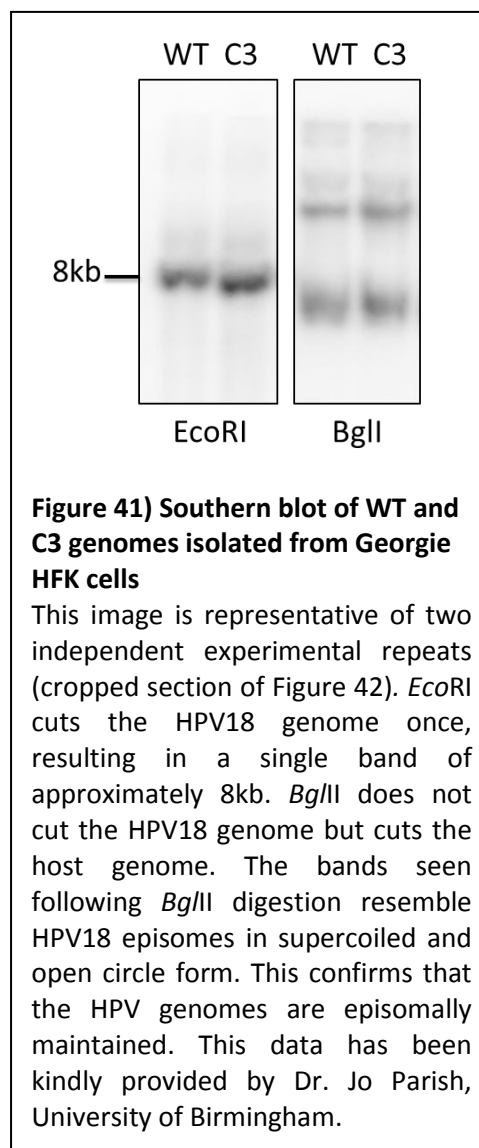 WT C3 WT C3
8kb
EcoRI BglI
Figure 41) Southern blot of WT and
C3 genomes isolated from Georgie
HFK cells
This image is representative of two
independent experimental repeats
(cropped section of Figure 42). EcoRI
cuts the HPV18 genome once,
resulting in a single band of
approximately 8kb. BglII does not
cut the HPV18 genome but cuts the
host genome. The bands seen
following BglII digestion resemble
HPV18 episomes in supercoiled and
open circle form. This confirms that
the HPV genomes are episomally
maintained. This data has been
kindly provided by Dr. Jo Parish,
University of Birmingham.